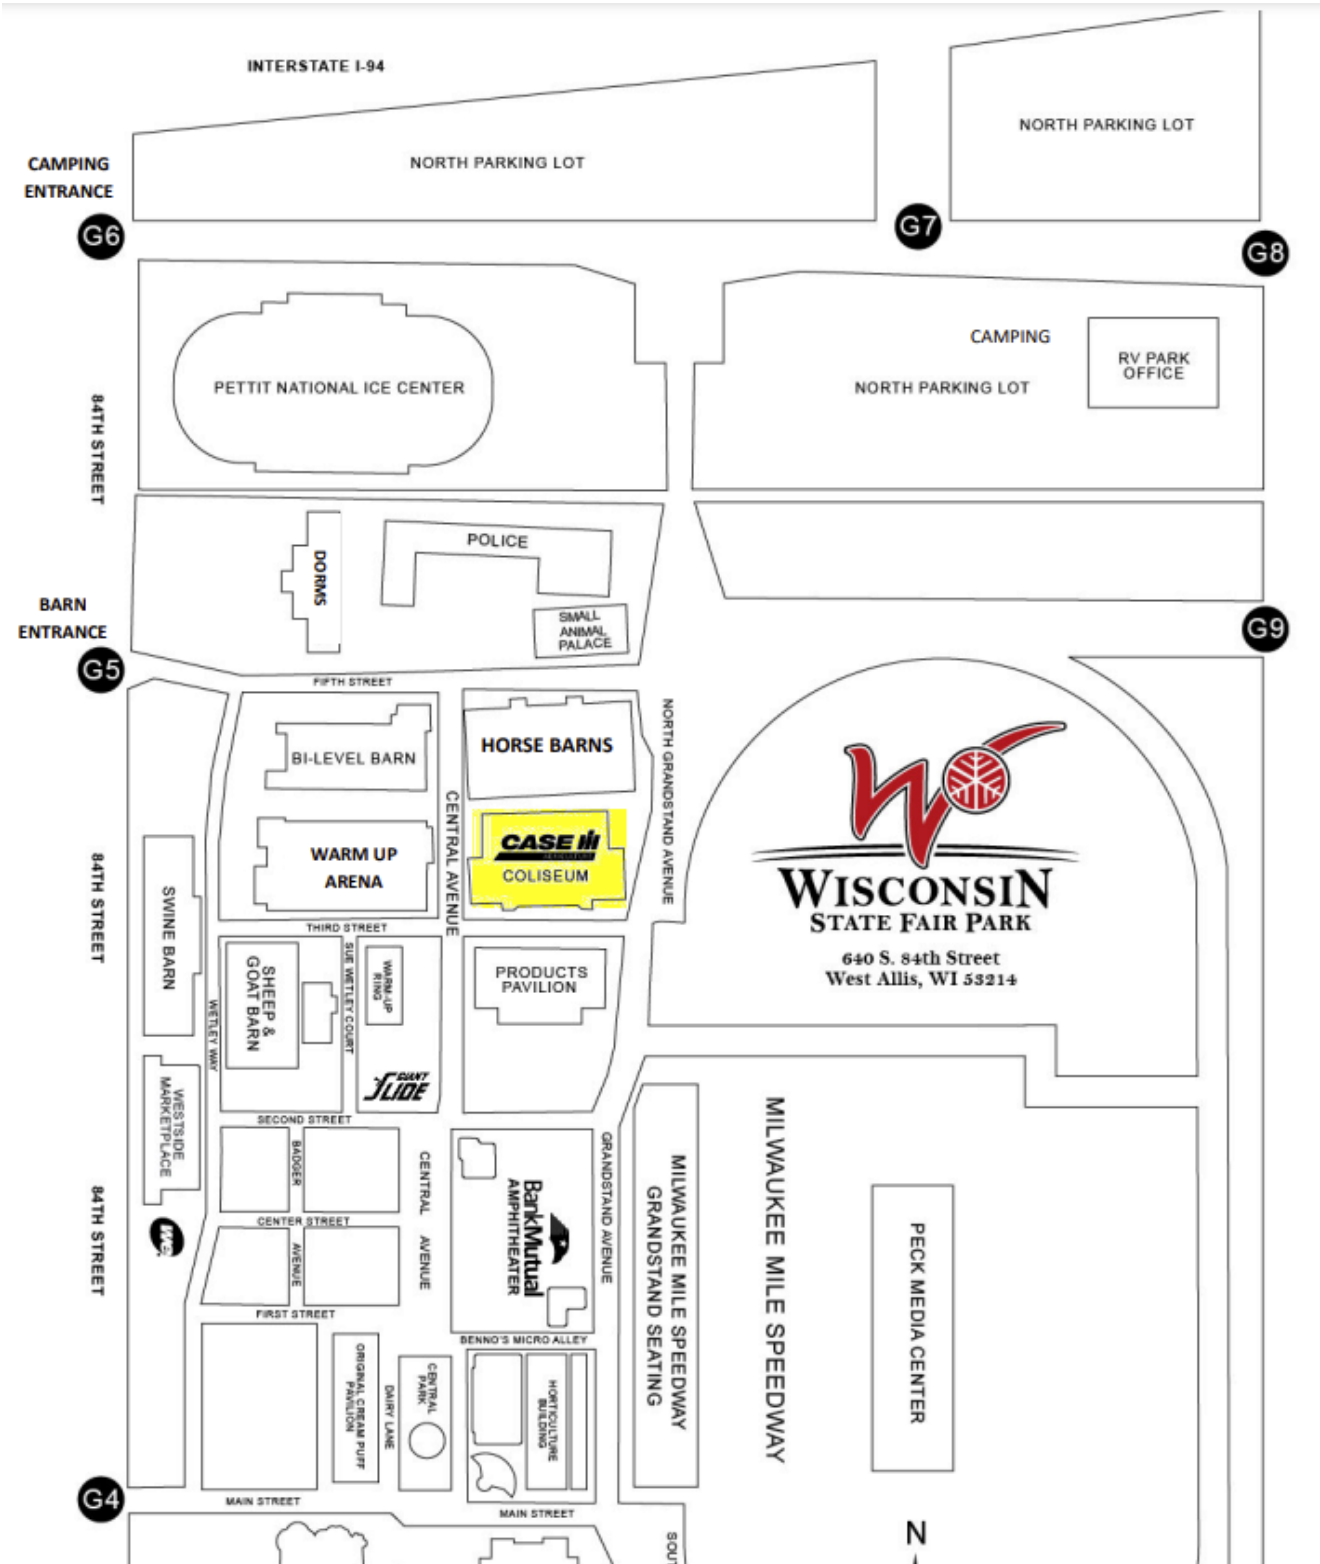 INTERSTATE I-94
NORTH PARKING LOT
NORTH PARKING LOT
CAMPING
ENTRANCE
G6
G7
G8
PETTIT NATIONAL ICE CENTER
CAMPING
NORTH PARKING LOT
RV PARK
OFFICE
84TH STREET
DORMS
POLICE
SMALL
ANIMAL
PALACE
BARN
ENTRANCE
G5
G9
FIFTH STREET
BI-LEVEL BARN
HORSE BARNS
NORTH GRANDSTAND AVENUE
CENTRAL AVENUE
WARM UP
ARENA
CASE IH
AGRICULTURE
COLISEUM
W
WISCONSIN
STATE FAIR PARK
640 S. 84th Street
West Allis, WI 53214
84TH STREET
SWINE BARN
THIRD STREET
SHEEP &
GOAT BARN
SUE WETLEY COURT
WARM-UP
RING
PRODUCTS
PAVILION
WETLEY WAY
GIANT
SLIDE
WESTSIDE
MARKETPLACE
SECOND STREET
BADGER
CENTRAL
AVENUE
BankMutual
AMPHITHEATER
GRANDSTAND AVENUE
MILWAUKEE MILE SPEEDWAY
GRANDSTAND SEATING
MILWAUKEE MILE SPEEDWAY
PECK MEDIA CENTER
84TH STREET
we
CENTER STREET
AVENUE
FIRST STREET
BENNO'S MICRO ALLEY
ORIGINAL CREAM PUFF
PAVILION
DAIRY LANE
CENTRAL
PARK
HORTICULTURE
BUILDING
G4
MAIN STREET
MAIN STREET
SOUT
N